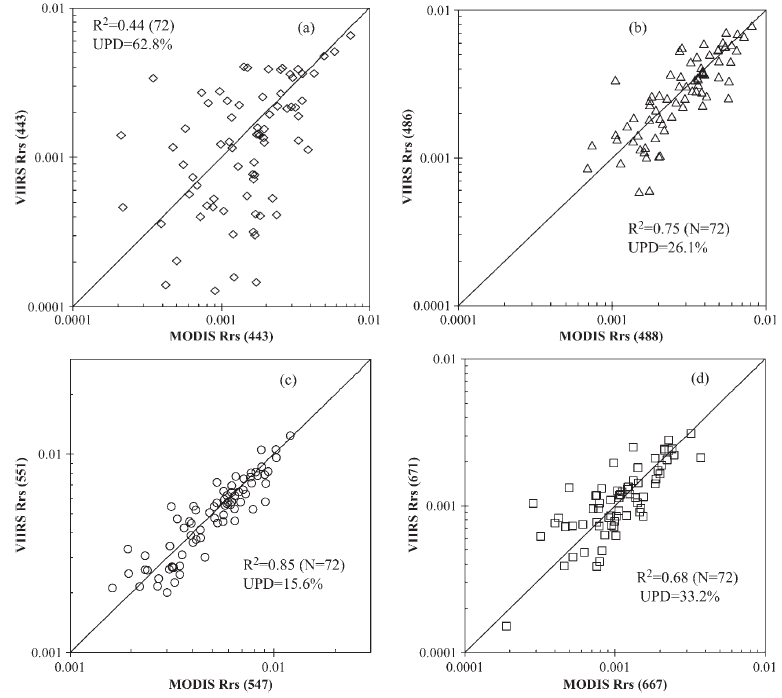 (a)
R²=0.44 (72)
UPD=62.8%
0.01
0.001
0.0001
VIIRS Rrs (443)
0.0001
0.001
0.01
MODIS Rrs (443)
(b)
0.01
0.001
0.0001
VIIRS Rrs (486)
R²=0.75 (N=72)
UPD=26.1%
0.0001
0.001
0.01
MODIS Rrs (488)
(c)
0.01
0.001
VIIRS Rrs (551)
R²=0.85 (N=72)
UPD=15.6%
0.001
0.01
MODIS Rrs (547)
(d)
0.01
0.001
0.0001
VIIRS Rrs (671)
R²=0.68 (N=72)
UPD=33.2%
0.0001
0.001
0.01
MODIS Rrs (667)